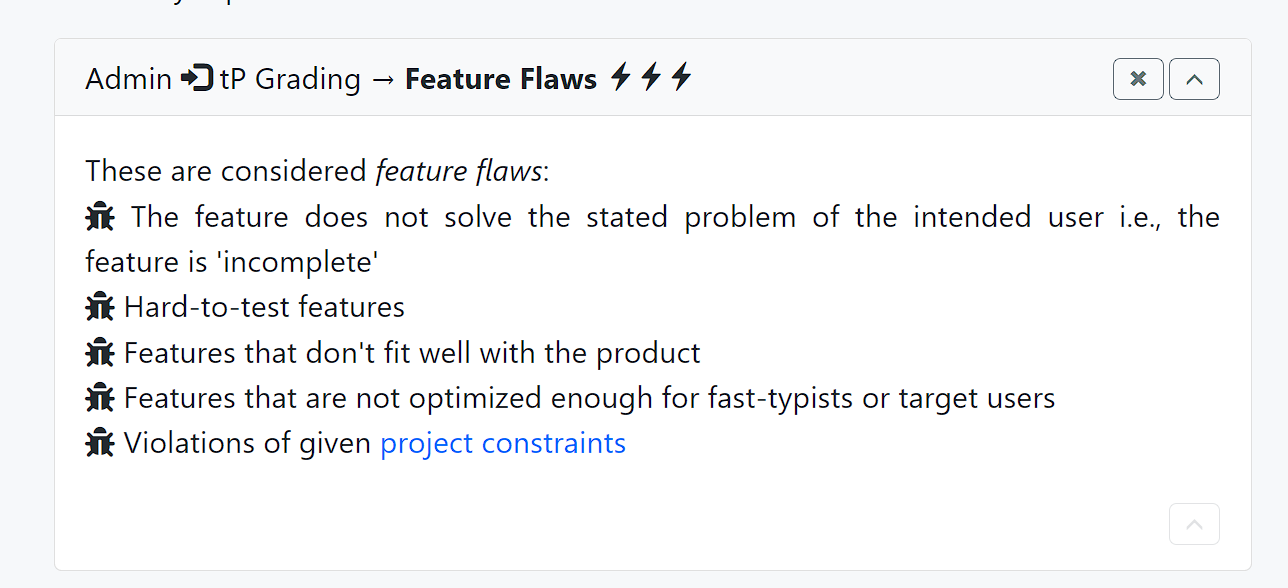 Admin tP Grading → Feature Flaws
These are considered feature flaws:
The feature does not solve the stated problem of the intended user i.e., the
feature is 'incomplete'
Hard-to-test features
Features that don't fit well with the product
Features that are not optimized enough for fast-typists or target users
Violations of given project constraints